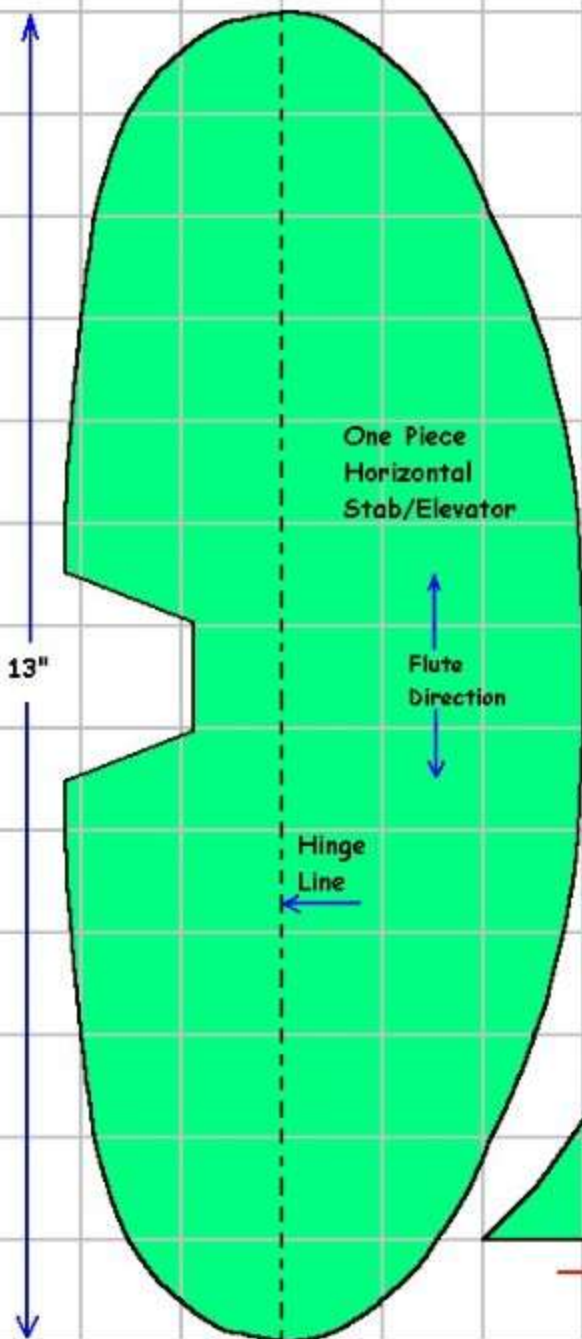 One Piece
Horizontal
Stab/Elevator
13"
Flute
Direction
Hinge
Line